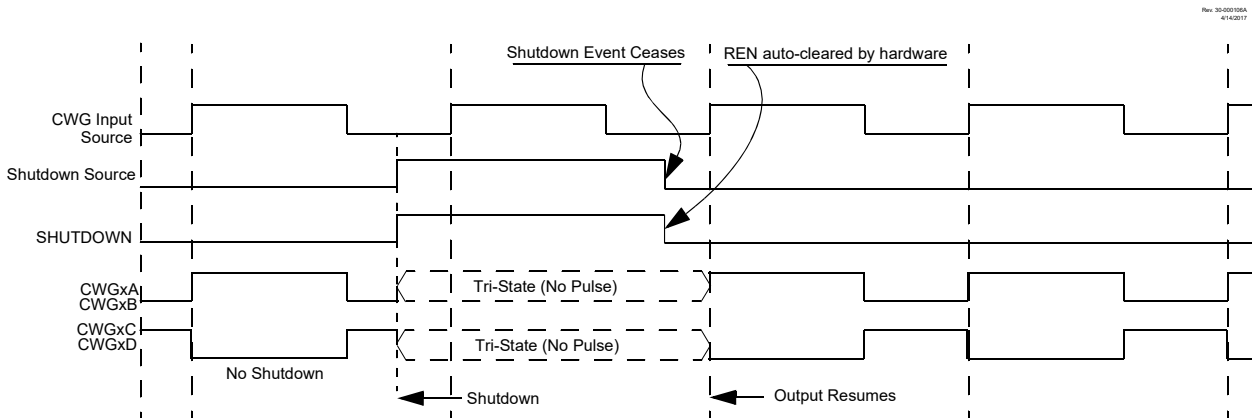 Rev. 30-000106A
4/14/2017
Shutdown Event Ceases
REN auto-cleared by hardware
CWG Input
Source
Shutdown Source
SHUTDOWN
CWGxA
CWGxB
Tri-State (No Pulse)
CWGxC
CWGxD
Tri-State (No Pulse)
No Shutdown
Shutdown
Output Resumes